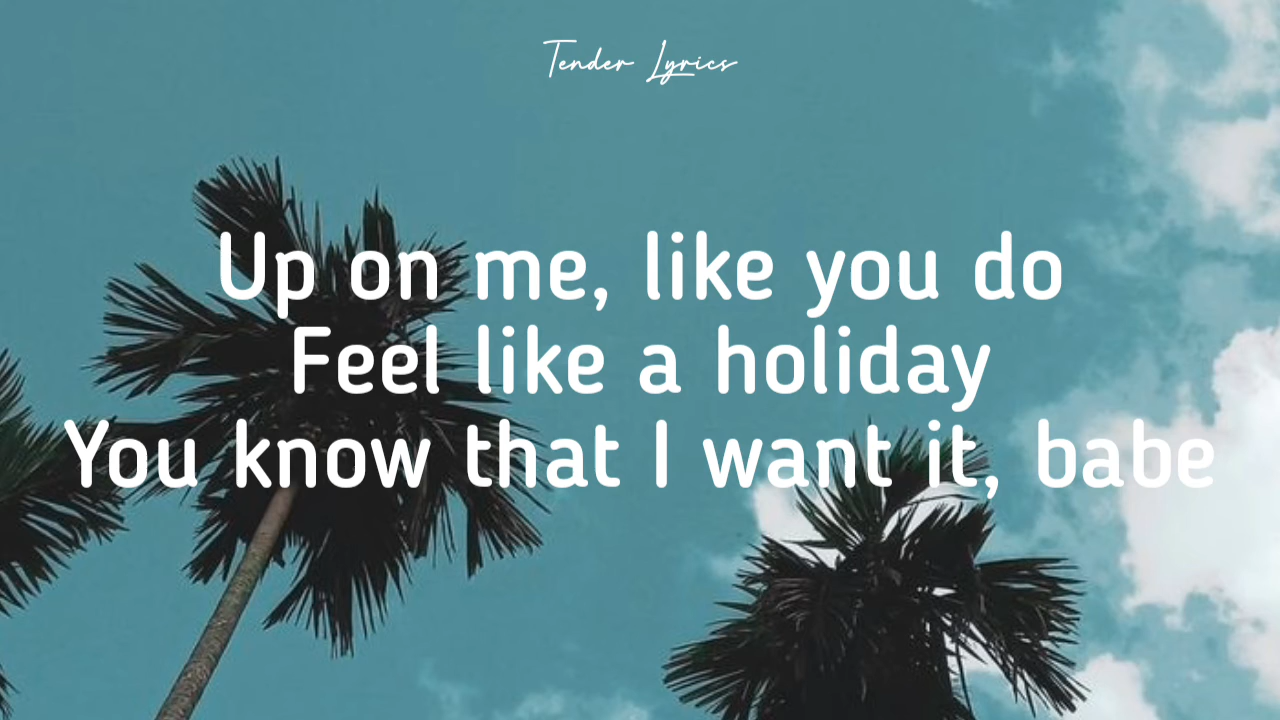 Tender Lyrics
Up on me, like you do
Feel like a holiday
You know that I want it, babe